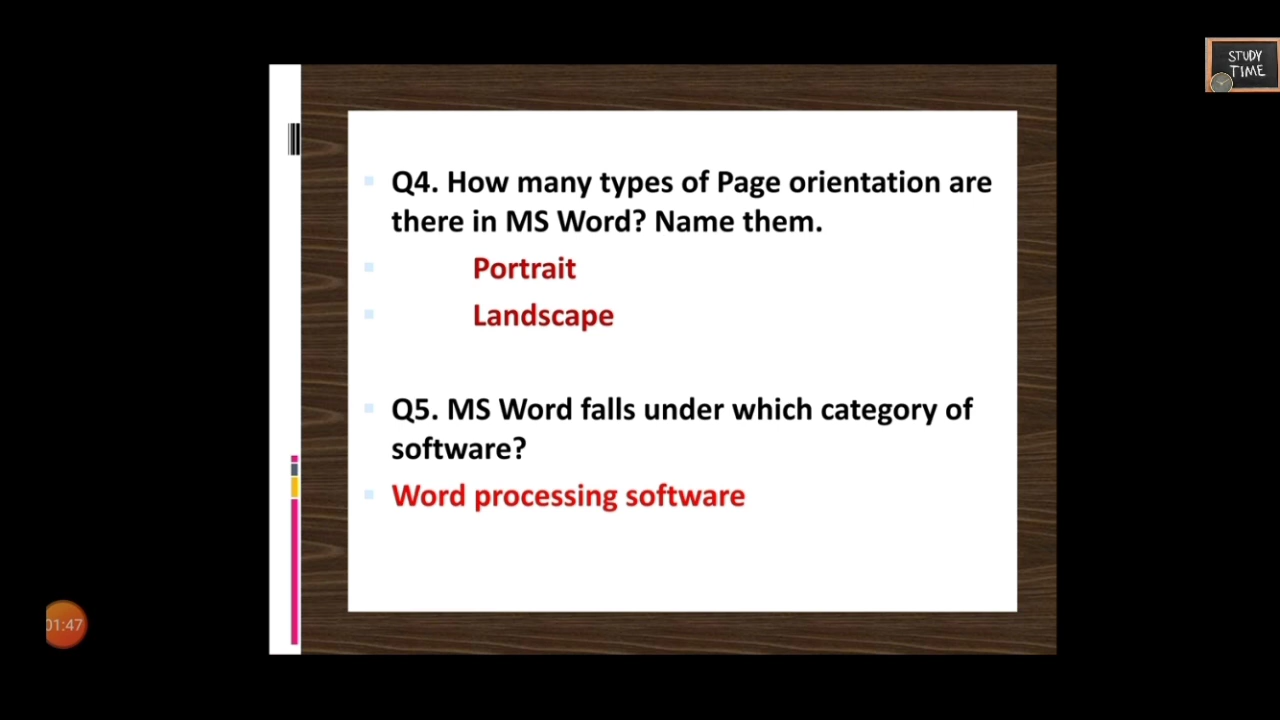 STUDY
TIME
Q4. How many types of Page orientation are
there in MS Word? Name them.
Portrait
Landscape
Q5. MS Word falls under which category of
software?
Word processing software
01:47